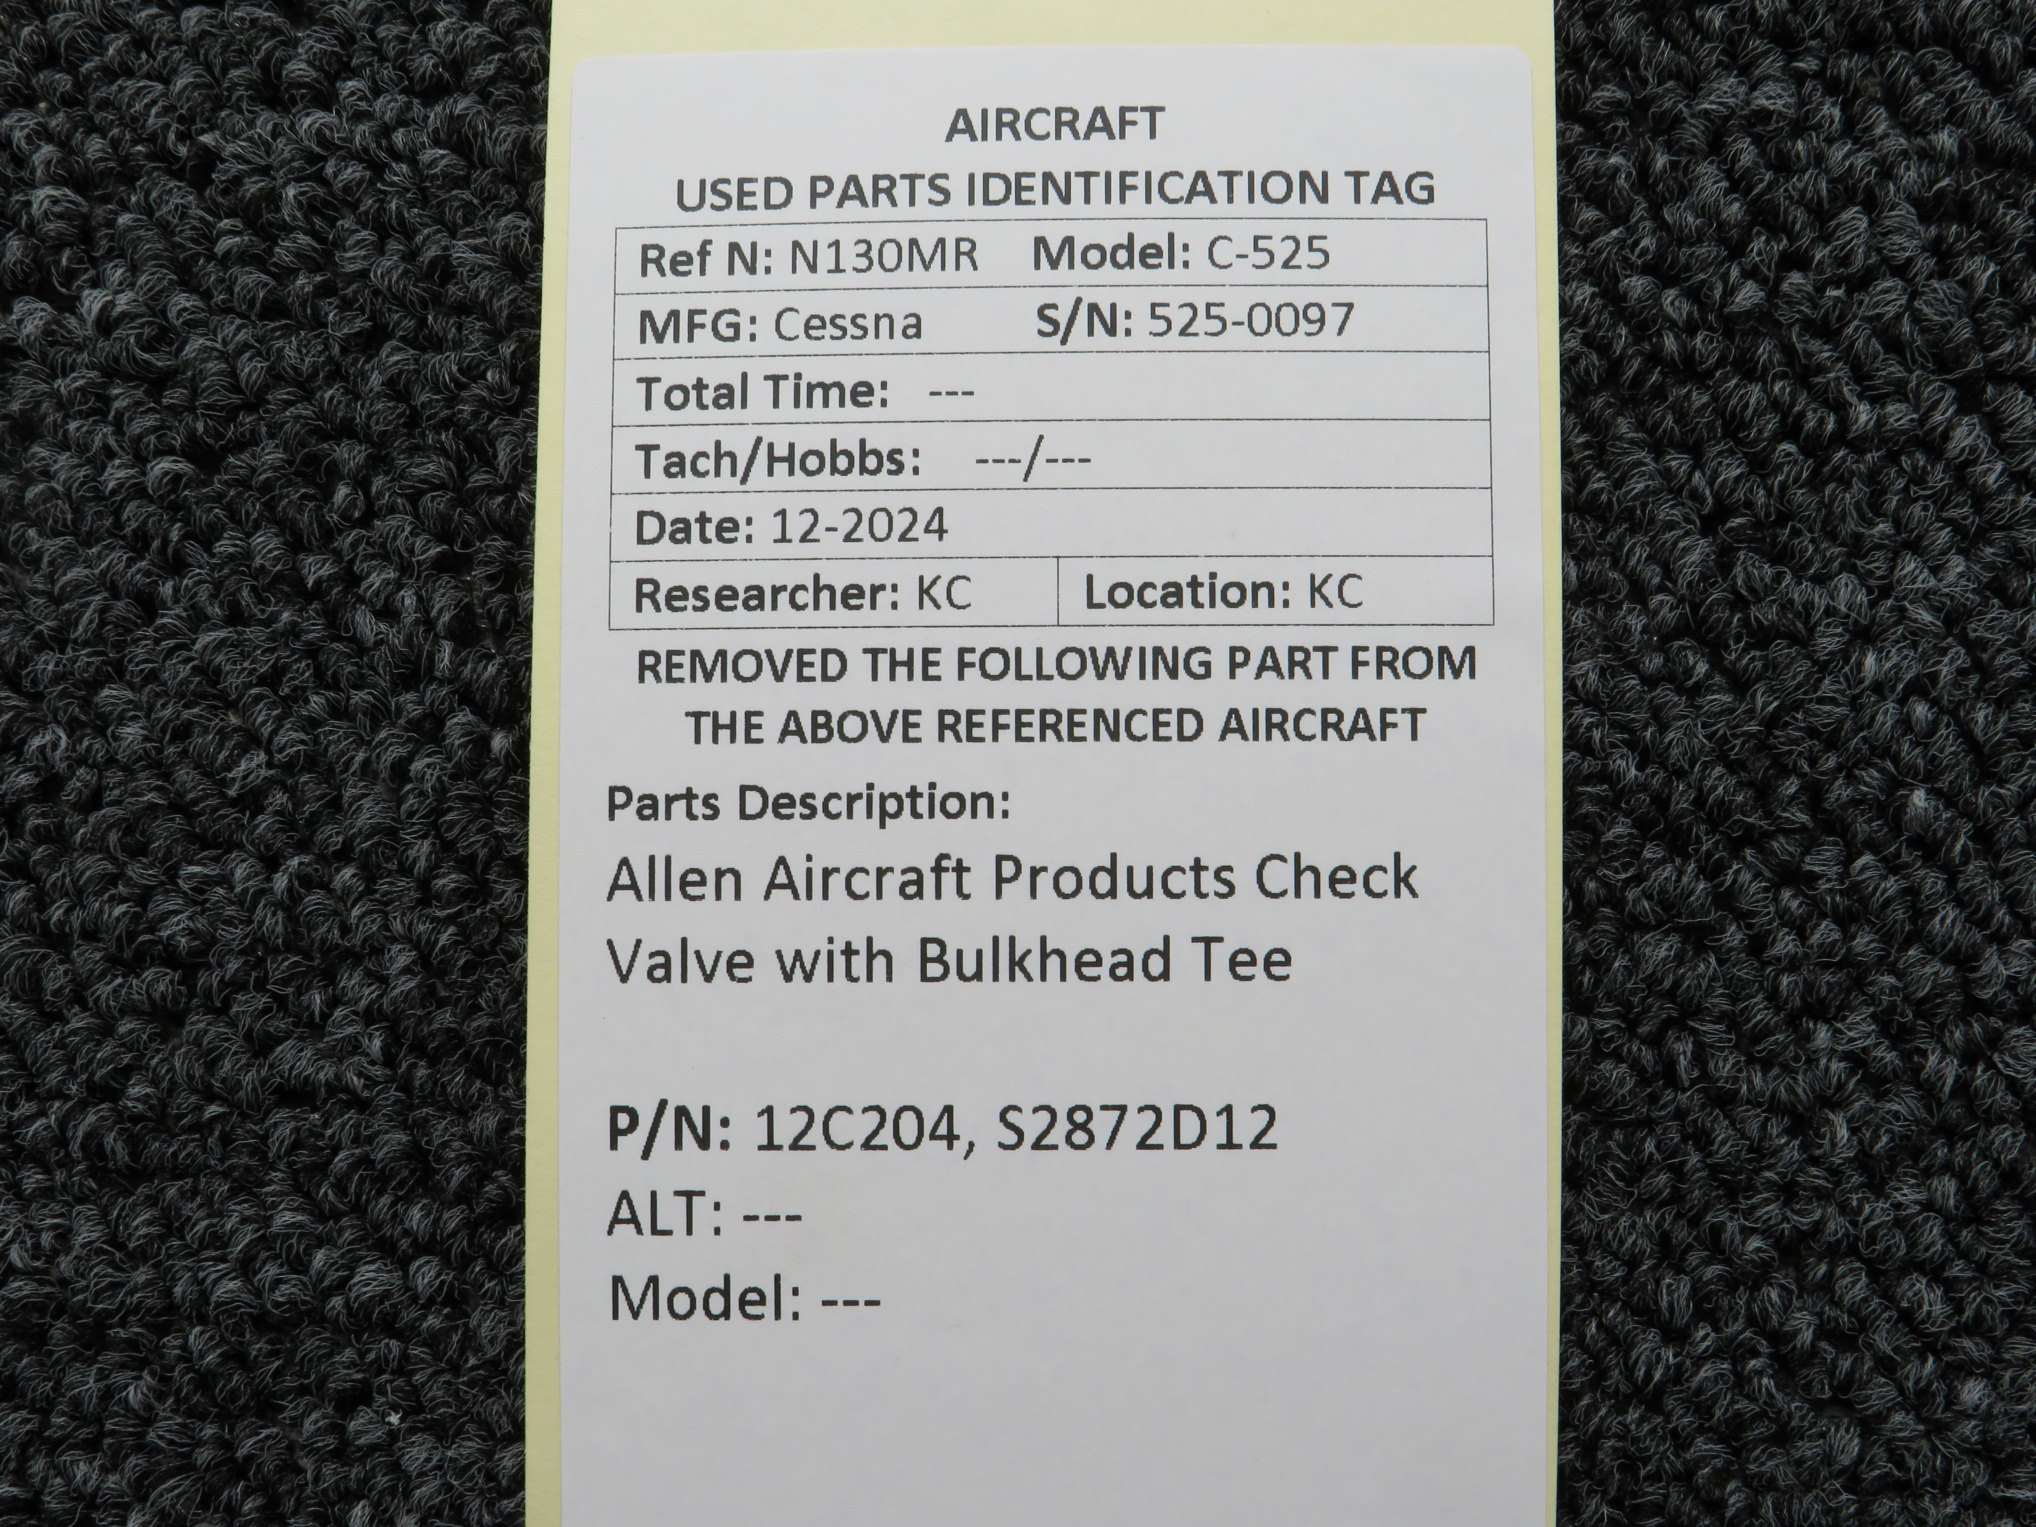 AIRCRAFT
USED PARTS IDENTIFICATION TAG
Ref N: N130MR Model: C-525
MFG: Cessna S/N: 525-0097
Total Time: ---
Tach/Hobbs: ---/---
Date: 12-2024
Researcher: KC Location: KC
REMOVED THE FOLLOWING PART FROM
THE ABOVE REFERENCED AIRCRAFT
Parts Description:
Allen Aircraft Products Check
Valve with Bulkhead Tee
P/N: 12C204, S2872D12
ALT: ---
Model: ---